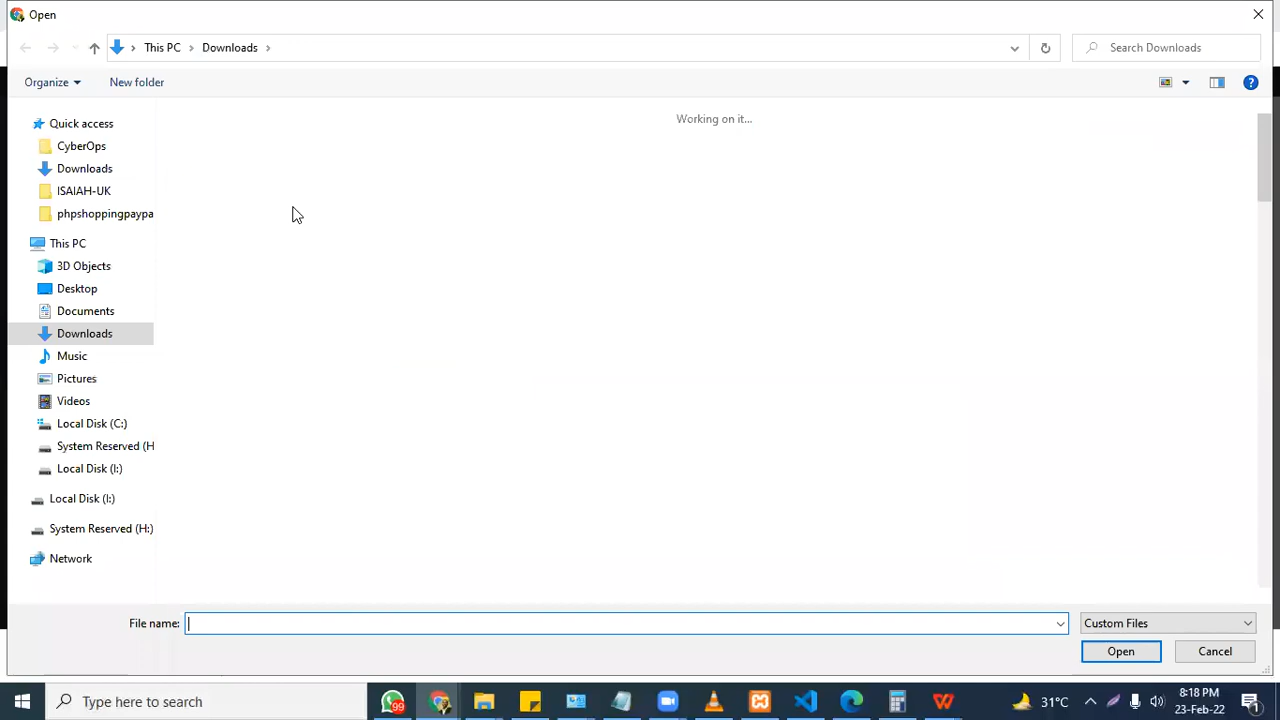 Open
This PC
Downloads
Search Downloads
Organize
New folder
Working on it...
Quick access
CyberOps
Downloads
ISAIAH-UK
phpshoppingpaypa
This PC
3D Objects
Desktop
Documents
Downloads
Music
Pictures
Videos
Local Disk (C:)
System Reserved (H
Local Disk (I:)
Local Disk (I:)
System Reserved (H:)
Network
File name:
Custom Files
Open
Cancel
Type here to search
99
31°C
8:18 PM
23-Feb-22
1